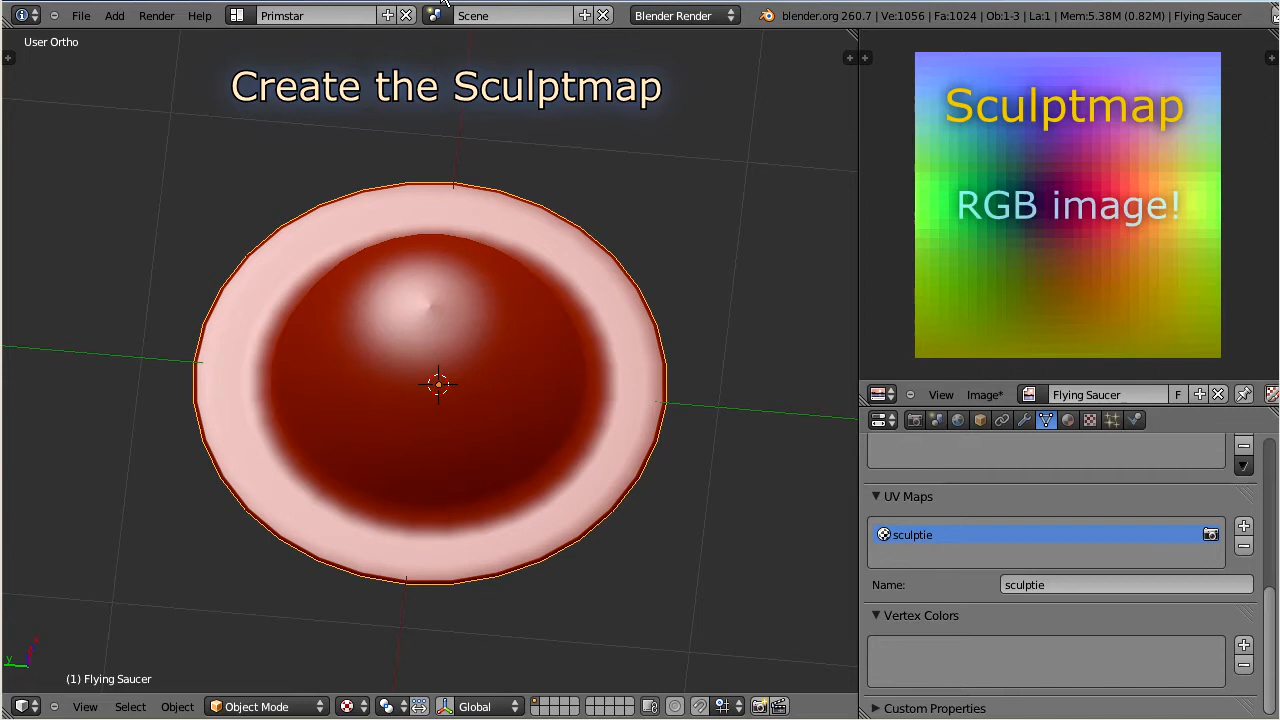 File Add Render Help Primstar Scene Blender Render blender.org 260.7 | Ve:1056 | Fa:1024 | Ob:1-3 | La:1 | Mem:5.38M (0.82M) | Flying Saucer
User Ortho
Create the Sculptmap
Sculptmap
RGB image!
View Image* Flying Saucer F
UV Maps
sculptie
Name: sculptie
Vertex Colors
x
y
(1) Flying Saucer
View Select Object Object Mode Global
Custom Properties